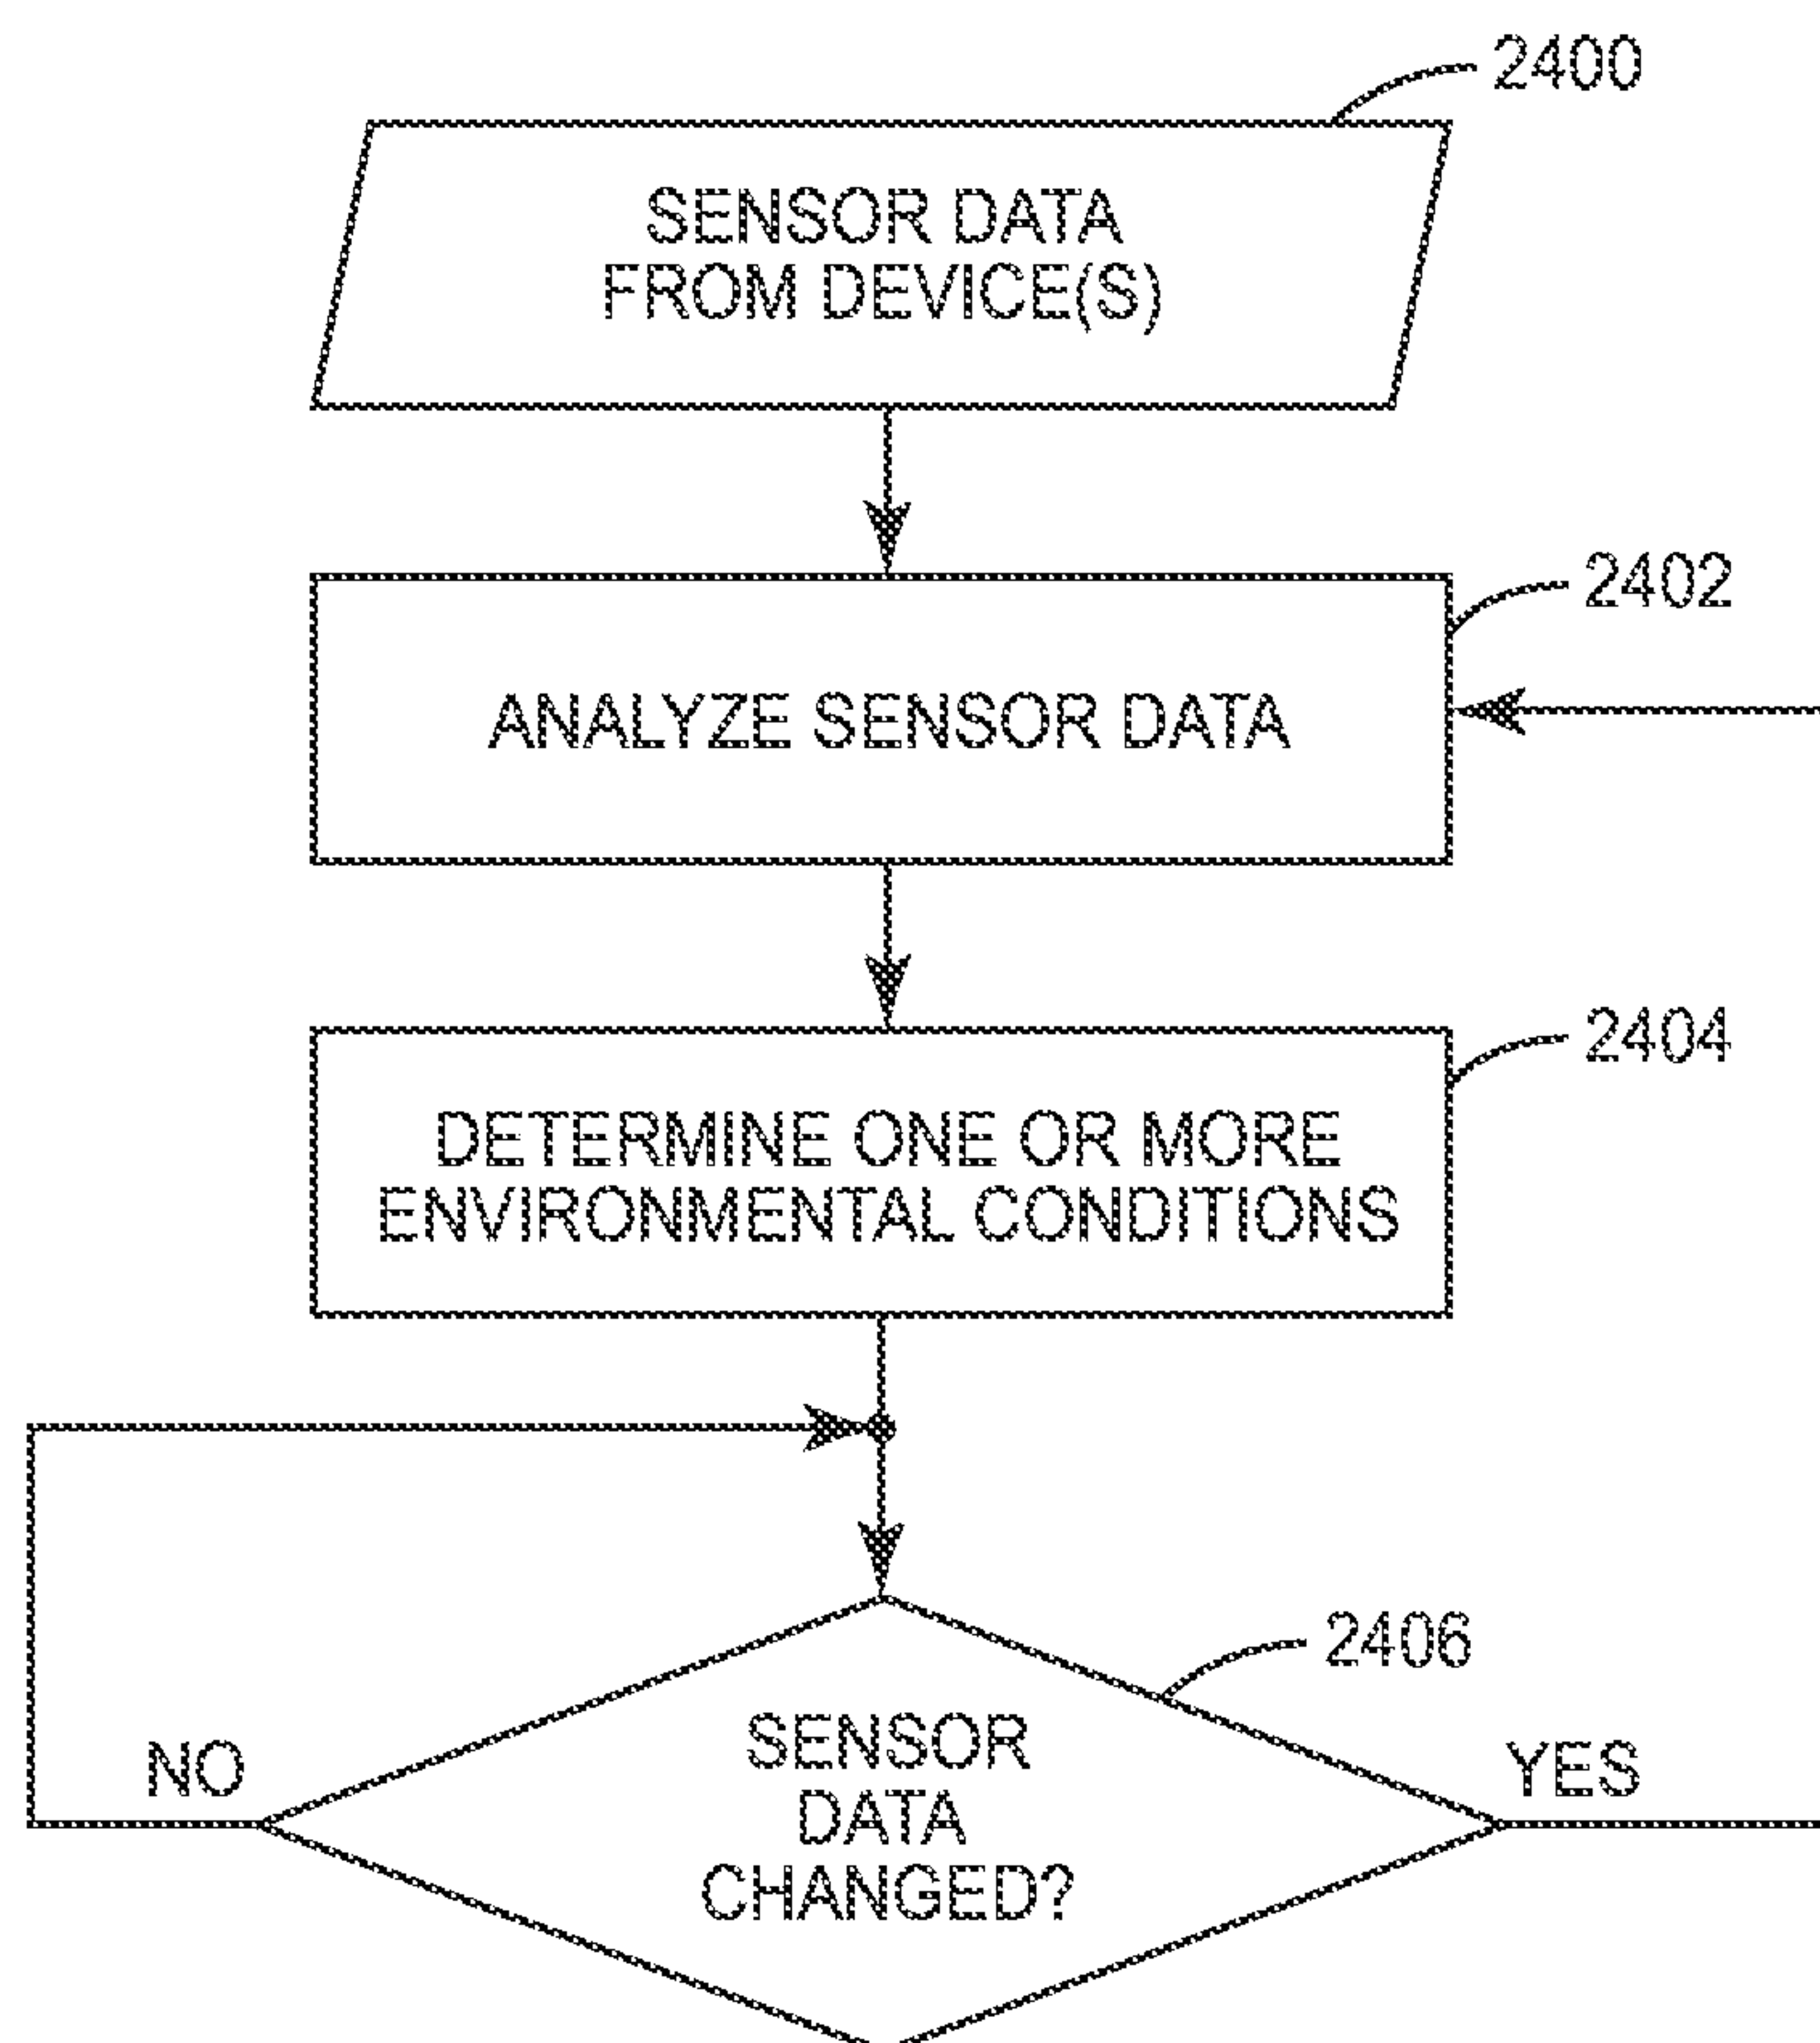 2400
SENSOR DATA
FROM DEVICE(S)
2402
ANALYZE SENSOR DATA
2404
DETERMINE ONE OR MORE
ENVIRONMENTAL CONDITIONS
2406
SENSOR
DATA
CHANGED?
NO
YES